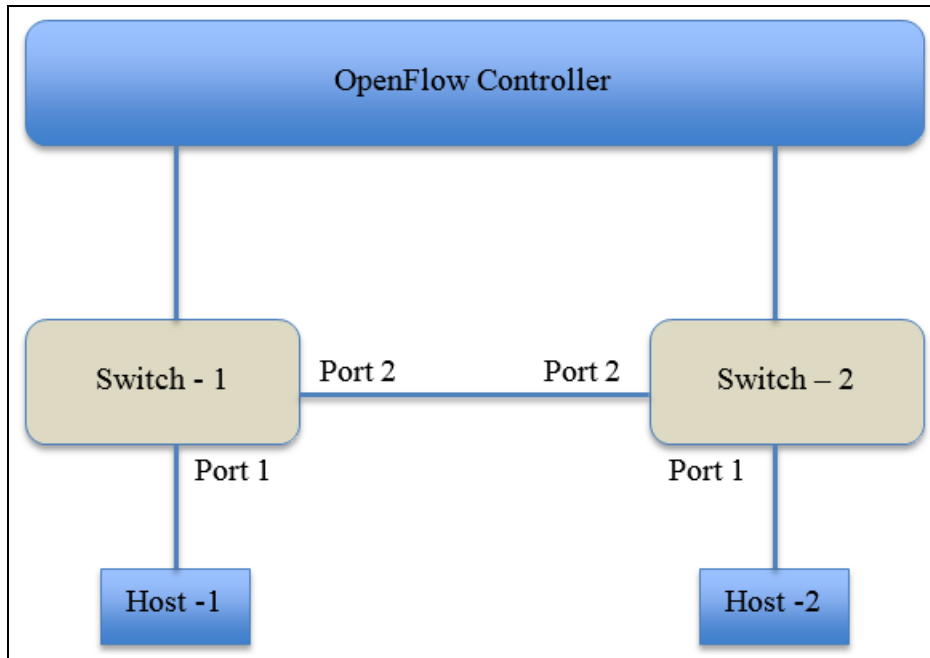 OpenFlow Controller
Switch - 1
Port 2
Port 2
Switch – 2
Port 1
Port 1
Host -1
Host -2